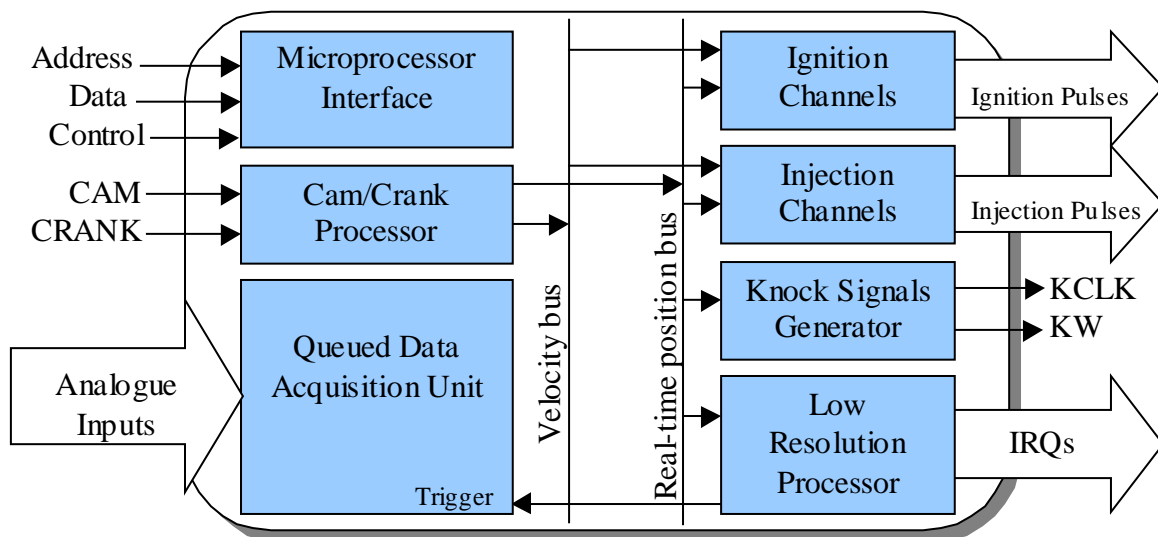 Address
Data
Control
CAM
CRANK
Analogue
Inputs
Microprocessor
Interface
Cam/Crank
Processor
Queued Data
Acquisition Unit
Trigger
Velocity bus
Real-time position bus
Ignition
Channels
Injection
Channels
Knock Signals
Generator
Low
Resolution
Processor
Ignition Pulses
Injection Pulses
KCLK
KW
IRQs